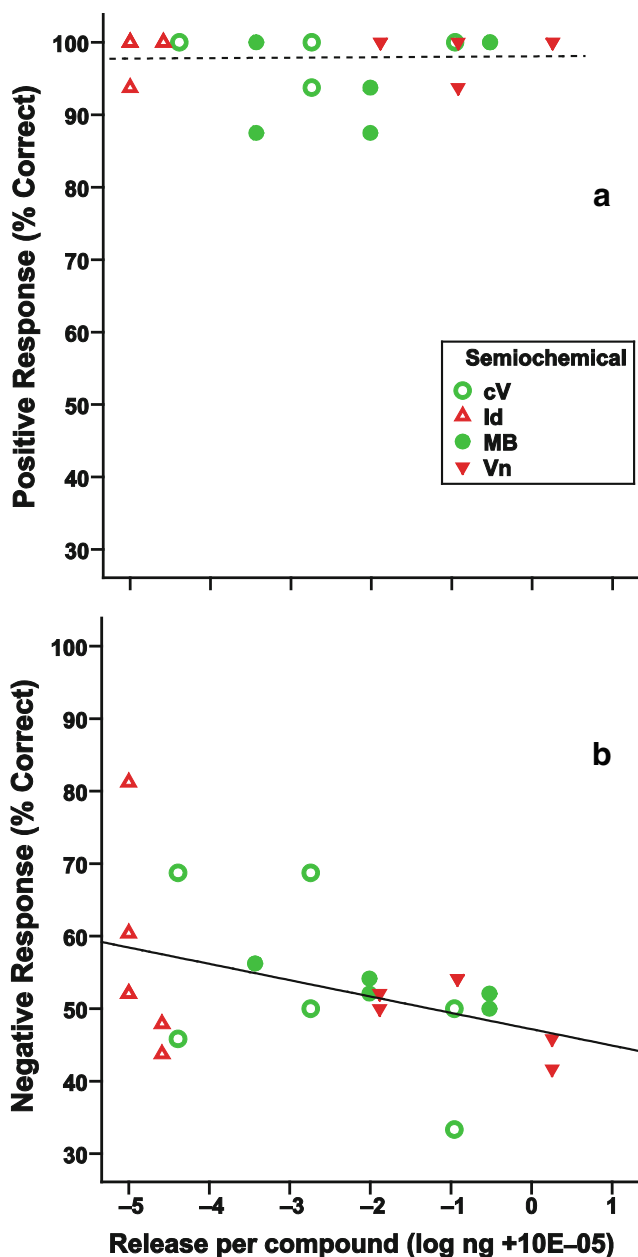 100
90
80
70
60
50
40
30
Positive Response (% Correct)
a
Semiochemical
cV
Id
MB
Vn
100
90
80
70
60
50
40
30
Negative Response (% Correct)
b
–5 –4 –3 –2 –1 0 1
Release per compound (log ng +10E–05)